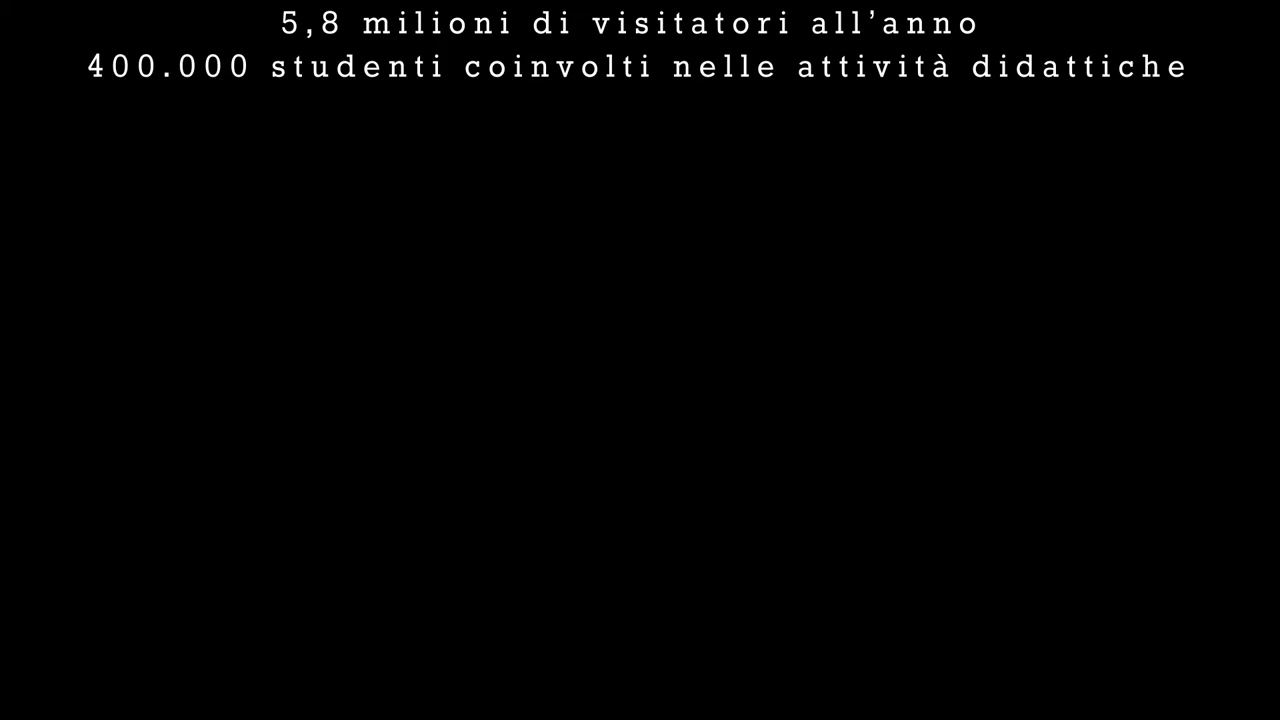 5,8 milioni di visitatori all’anno
400.000 studenti coinvolti nelle attività didattiche